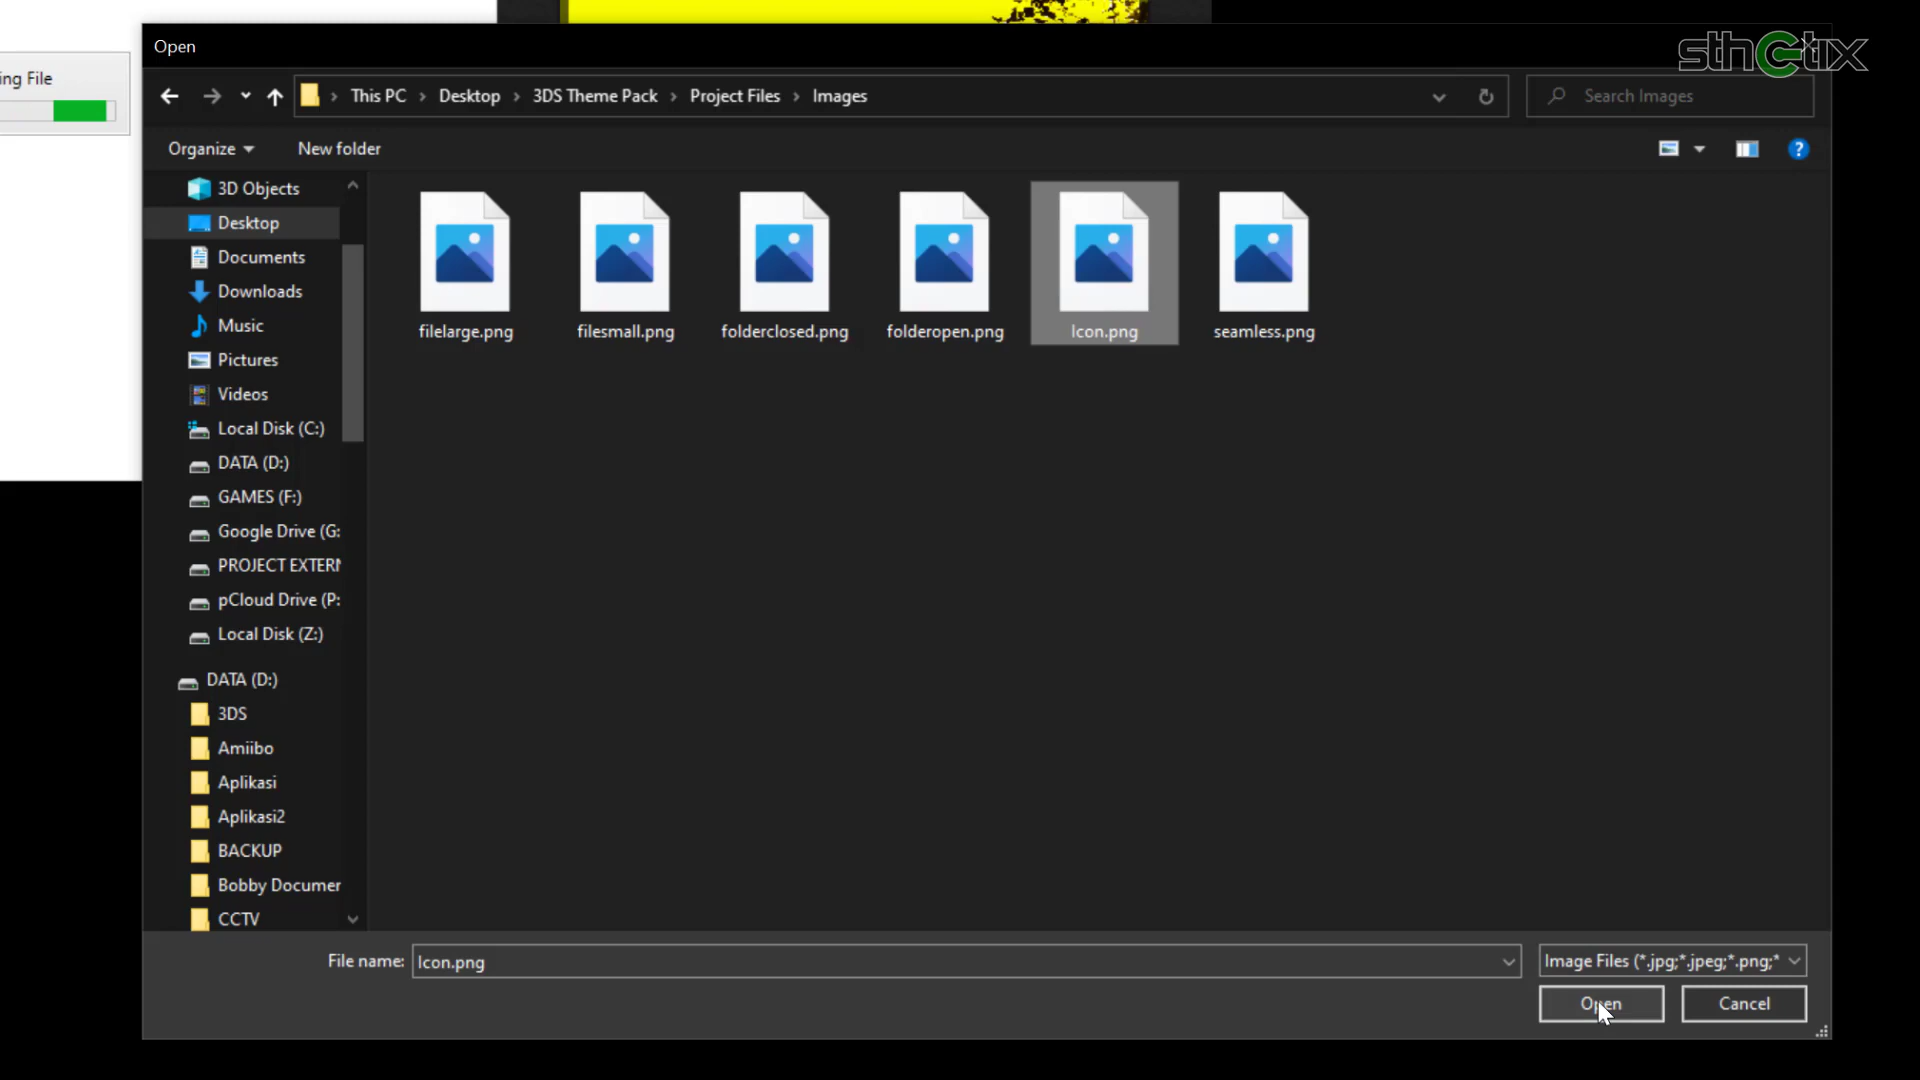 Open
sthetix
ing File
This PC > Desktop > 3DS Theme Pack > Project Files > Images
Search Images
Organize
New folder
?
3D Objects
Desktop
Documents
Downloads
Music
Pictures
Videos
Local Disk (C:)
DATA (D:)
GAMES (F:)
Google Drive (G:
PROJECT EXTERN
pCloud Drive (P:
Local Disk (Z:)
DATA (D:)
3DS
Amiibo
Aplikasi
Aplikasi2
BACKUP
Bobby Documer
CCTV
filelarge.png
filesmall.png
folderclosed.png
folderopen.png
Icon.png
seamless.png
File name:
Icon.png
Image Files (*.jpg;*.jpeg;*.png;*
Open
Cancel